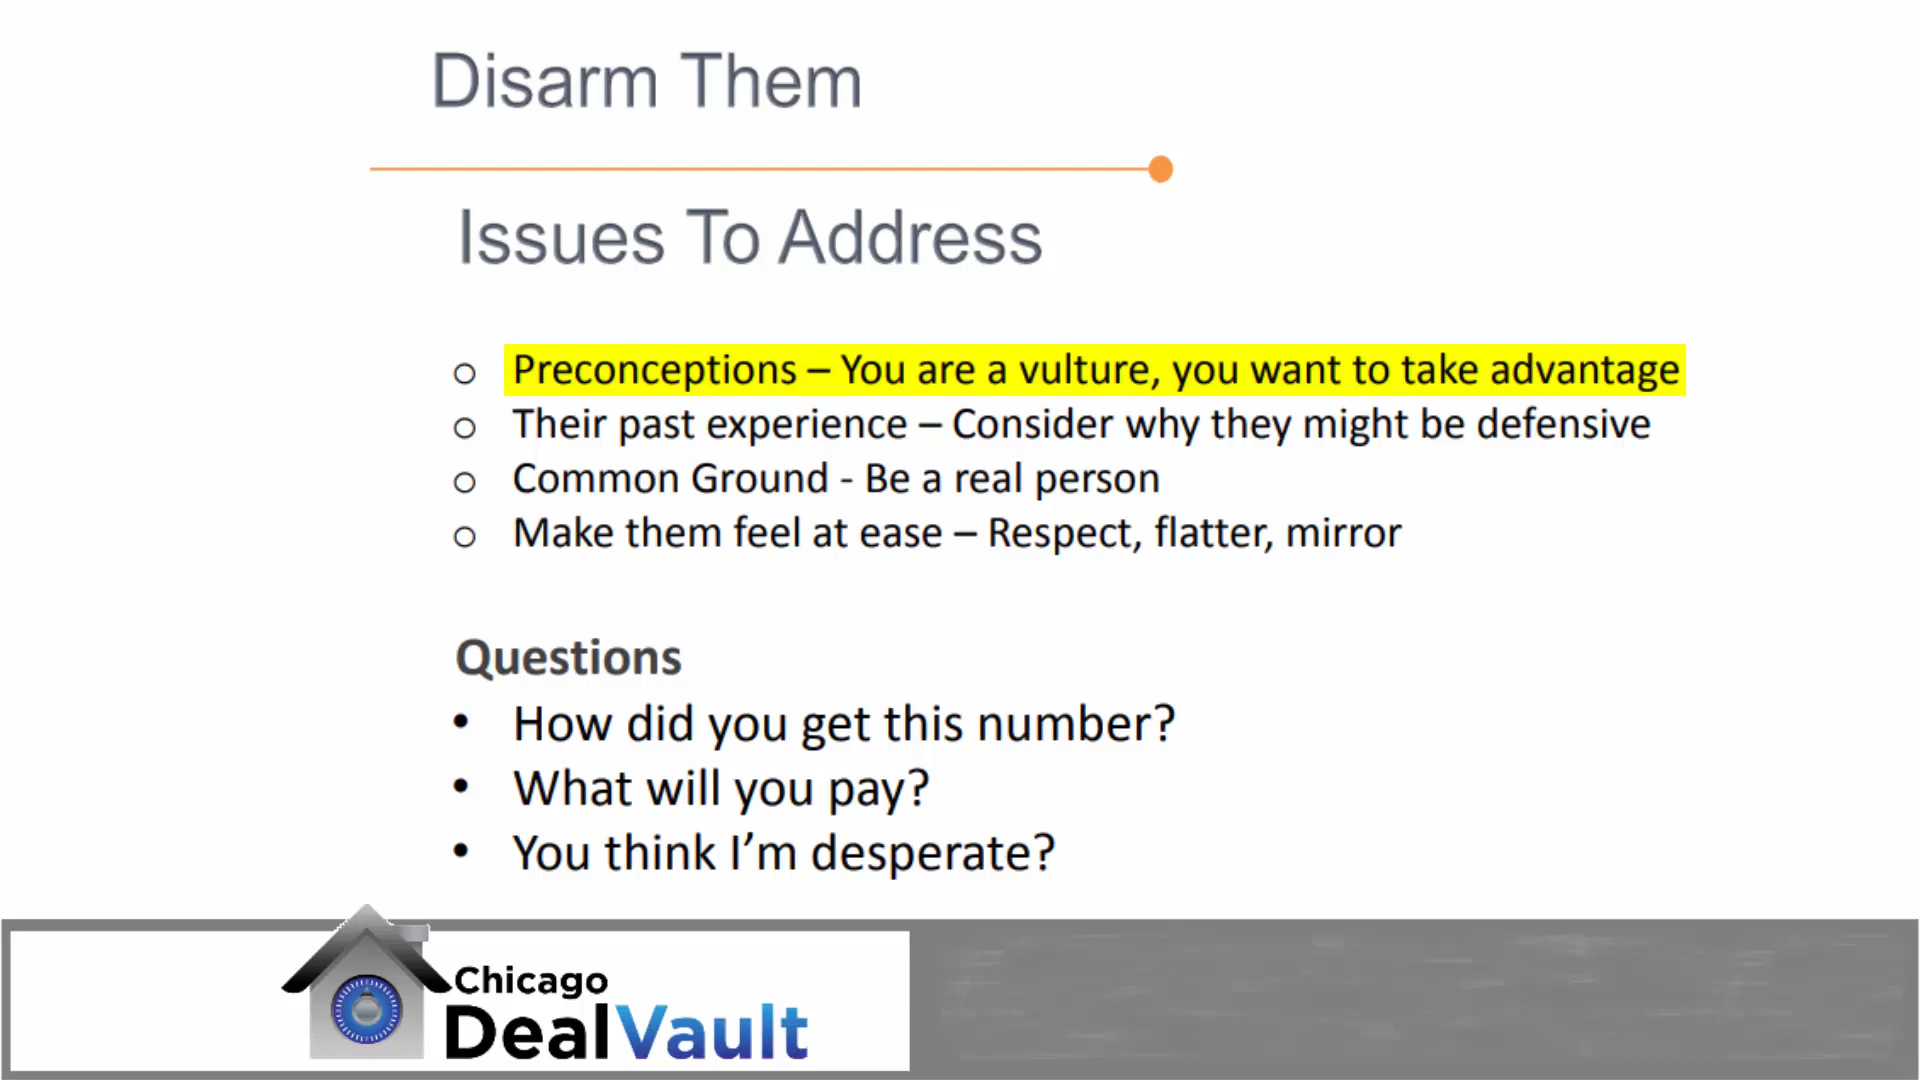 Disarm Them
Issues To Address
Preconceptions – You are a vulture, you want to take advantage
Their past experience – Consider why they might be defensive
Common Ground - Be a real person
Make them feel at ease – Respect, flatter, mirror
Questions
How did you get this number?
What will you pay?
You think I’m desperate?
Chicago
DealVault